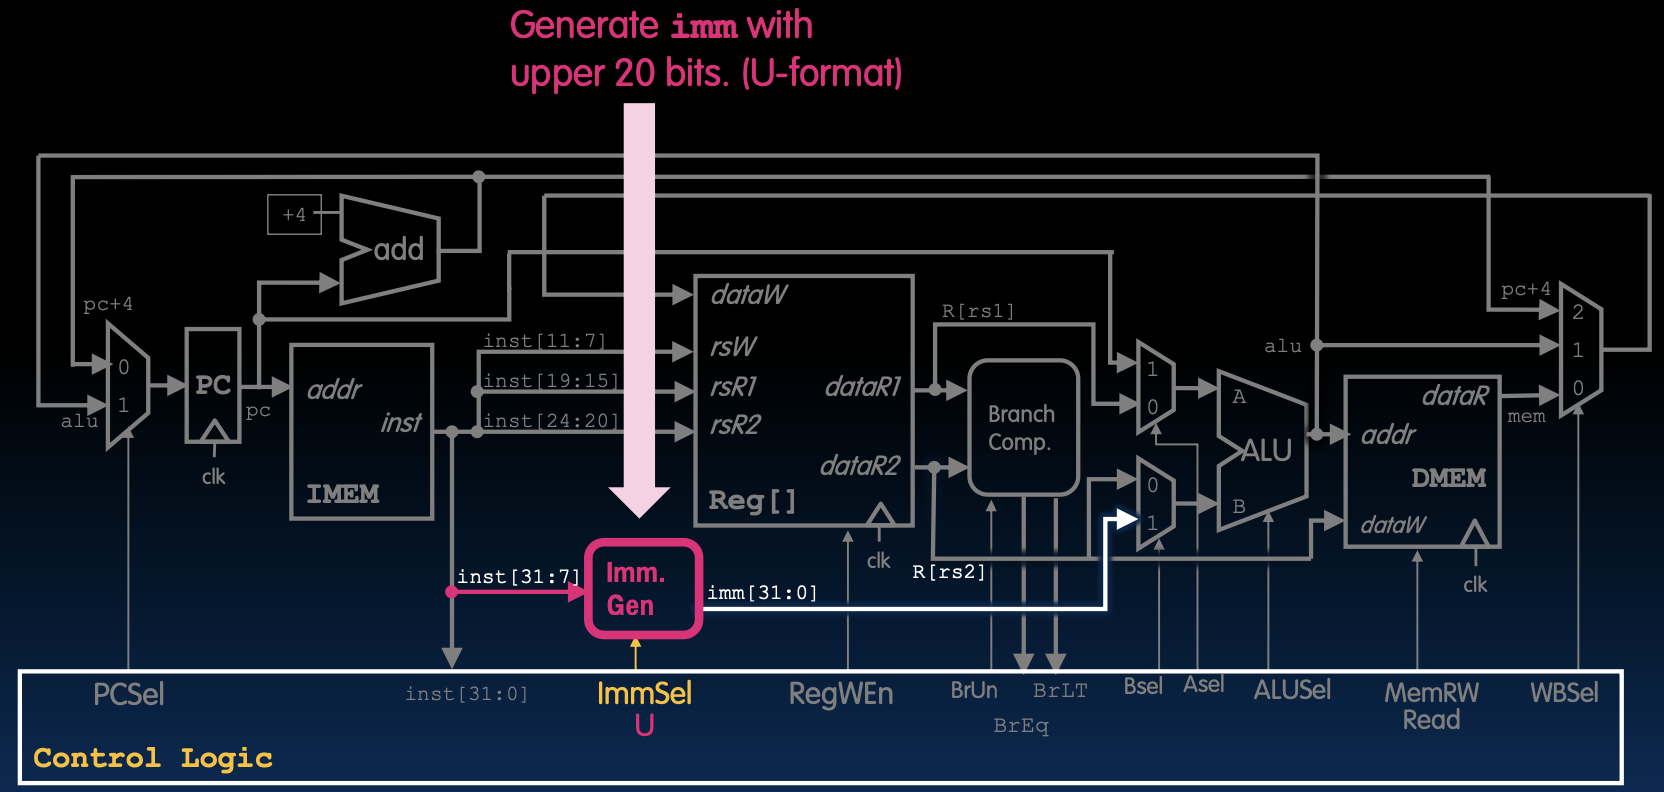 Generate imm with
upper 20 bits. (U-format)
+4
add
pc+4
0
1
alu
PC
pc
clk
addr
inst
IMEM
inst[11:7]
inst[19:15]
inst[24:20]
dataW
rsW
rsR1
rsR2
dataR1
dataR2
Reg[]
clk
R[rs1]
Branch
Comp.
R[rs2]
1
0
0
1
A
ALU
B
alu
pc+4
2
1
0
mem
dataR
addr
DMEM
dataW
clk
inst[31:7]
Imm.
Gen
imm[31:0]
PCSel
inst[31:0]
ImmSel
U
RegWEn
BrUn
BrEq
BrLT
Bsel
Asel
ALUSel
MemRW
Read
WBSel
Control Logic